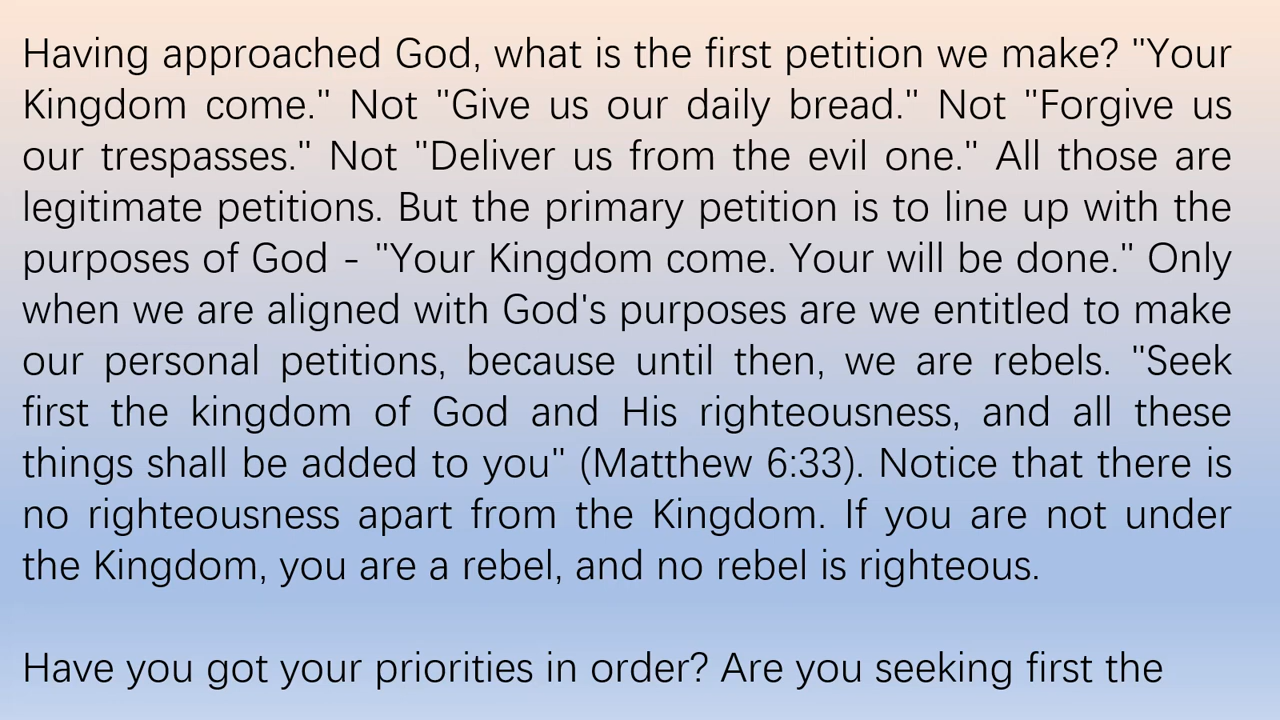 Having approached God, what is the first petition we make? "Your
Kingdom come." Not "Give us our daily bread." Not "Forgive us
our trespasses." Not "Deliver us from the evil one." All those are
legitimate petitions. But the primary petition is to line up with the
purposes of God - "Your Kingdom come. Your will be done." Only
when we are aligned with God's purposes are we entitled to make
our personal petitions, because until then, we are rebels. "Seek
first the kingdom of God and His righteousness, and all these
things shall be added to you" (Matthew 6:33). Notice that there is
no righteousness apart from the Kingdom. If you are not under
the Kingdom, you are a rebel, and no rebel is righteous.
Have you got your priorities in order? Are you seeking first the